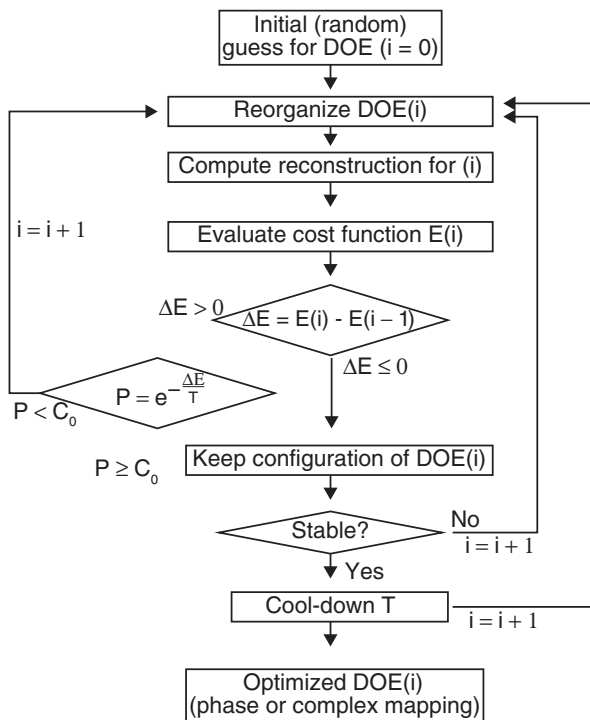 Initial (random)
guess for DOE (i = 0)
Reorganize DOE(i)
Compute reconstruction for (i)
i = i + 1
Evaluate cost function E(i)
ΔE > 0
ΔE = E(i) - E(i − 1)
ΔE ≤ 0
P = e^{-\frac{ΔE}{T}}
P < C₀
P ≥ C₀
Keep configuration of DOE(i)
Stable?
No
i = i + 1
Yes
Cool-down T
i = i + 1
Optimized DOE(i)
(phase or complex mapping)